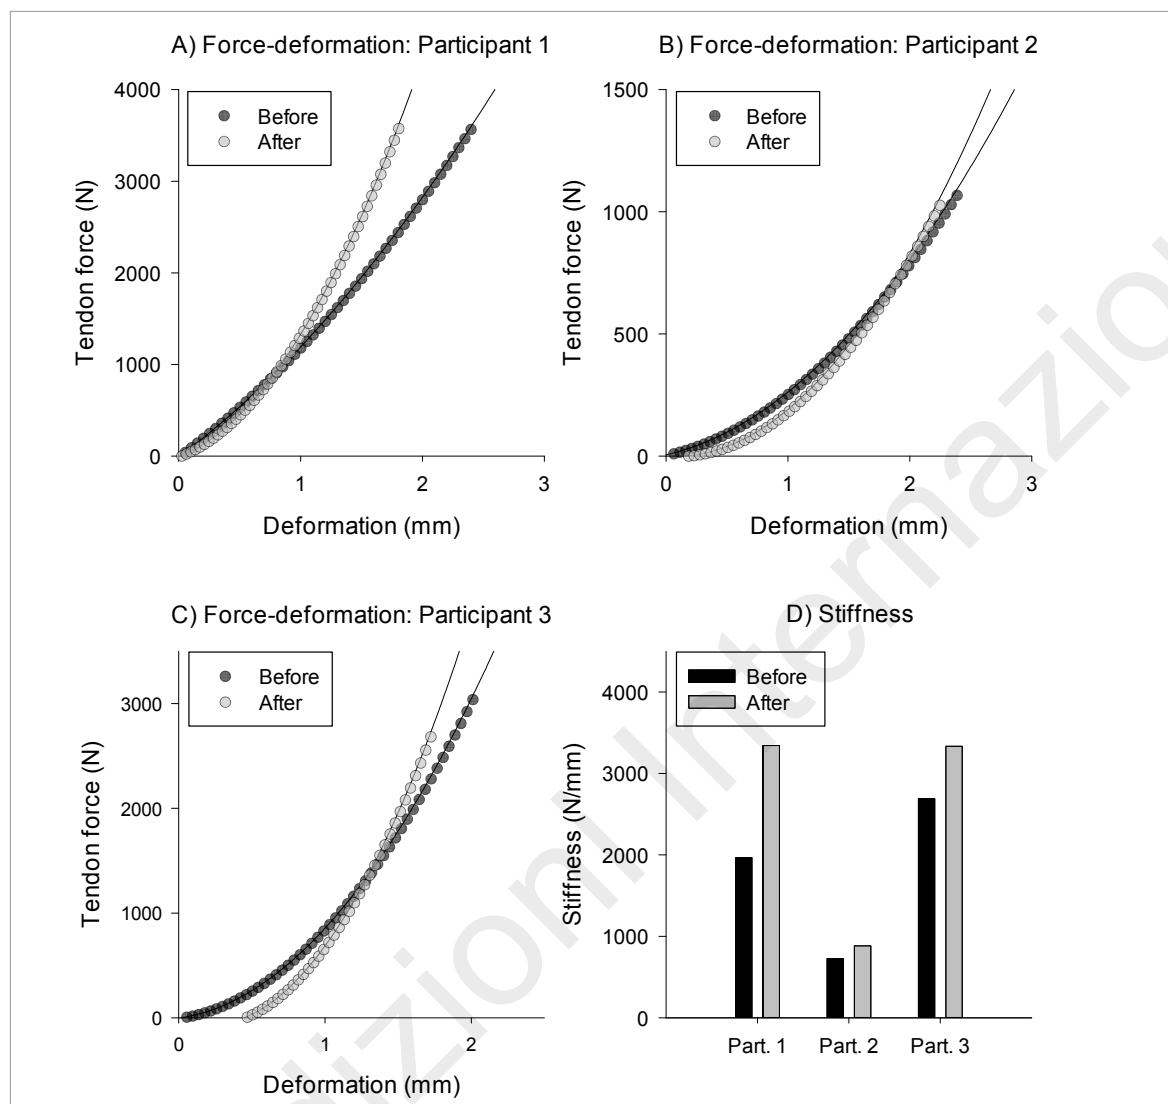 A) Force-deformation: Participant 1
4000
3000
2000
1000
0
Tendon force (N)
Before
After
0 1 2 3
Deformation (mm)
B) Force-deformation: Participant 2
1500
1000
500
0
Tendon force (N)
Before
After
0 1 2 3
Deformation (mm)
C) Force-deformation: Participant 3
3000
2000
1000
0
Tendon force (N)
Before
After
0 1 2
Deformation (mm)
D) Stiffness
4000
3000
2000
1000
0
Stiffness (N/mm)
Before
After
Part. 1 Part. 2 Part. 3